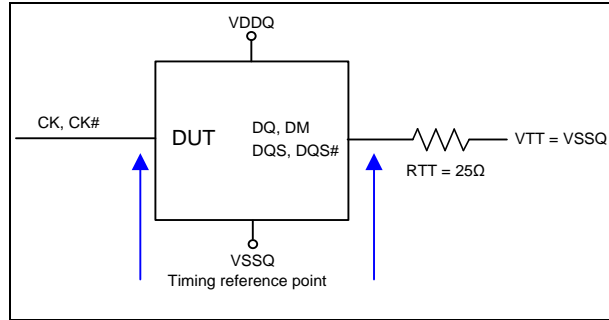 VDDQ
CK, CK#
DUT
DQ, DM
DQS, DQS#
VTT = VSSQ
RTT = 25Ω
VSSQ
Timing reference point